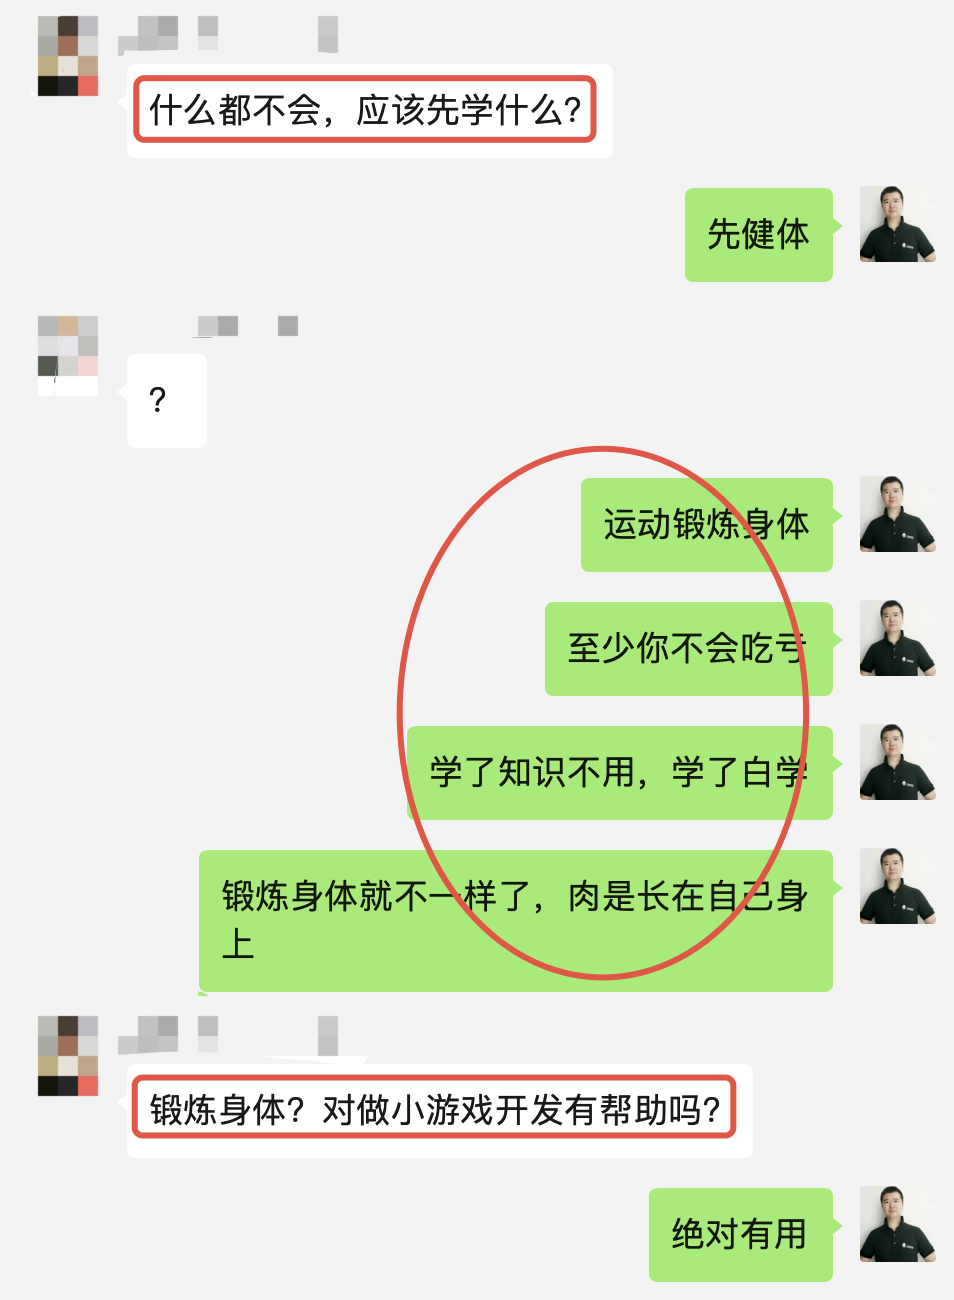 什么都不会，应该先学什么?
先健体
?
运动锻炼身体
至少你不会吃亏
学了知识不用，学了白学
锻炼身体就不一样了，肉是长在自己身
上
锻炼身体？对做小游戏开发有帮助吗?
绝对有用